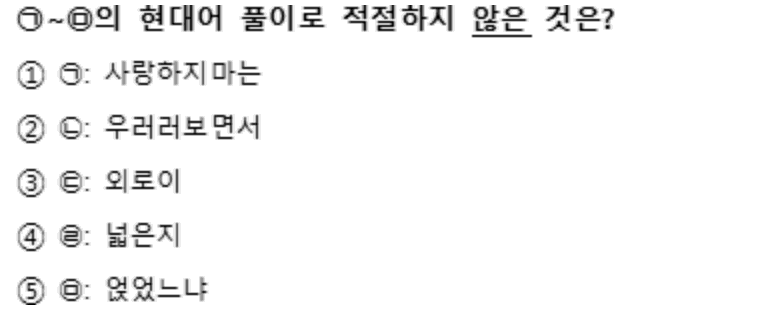 ㉠~㉤의 현대어 풀이로 적절하지 않은 것은?
① ㉠: 사랑하지마는
② ㉡: 우러러보면서
③ ㉢: 외로이
④ ㉣: 넓은지
⑤ ㉤: 얹었느냐